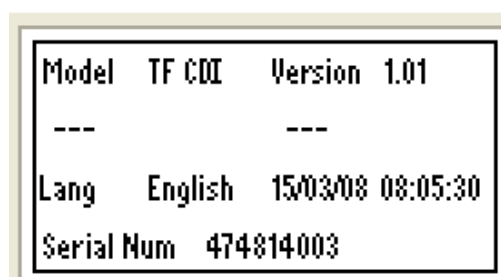 Model TF CDI Version 1.01
--- ---
Lang English 15/03/08 08:05:30
Serial Num 474814003